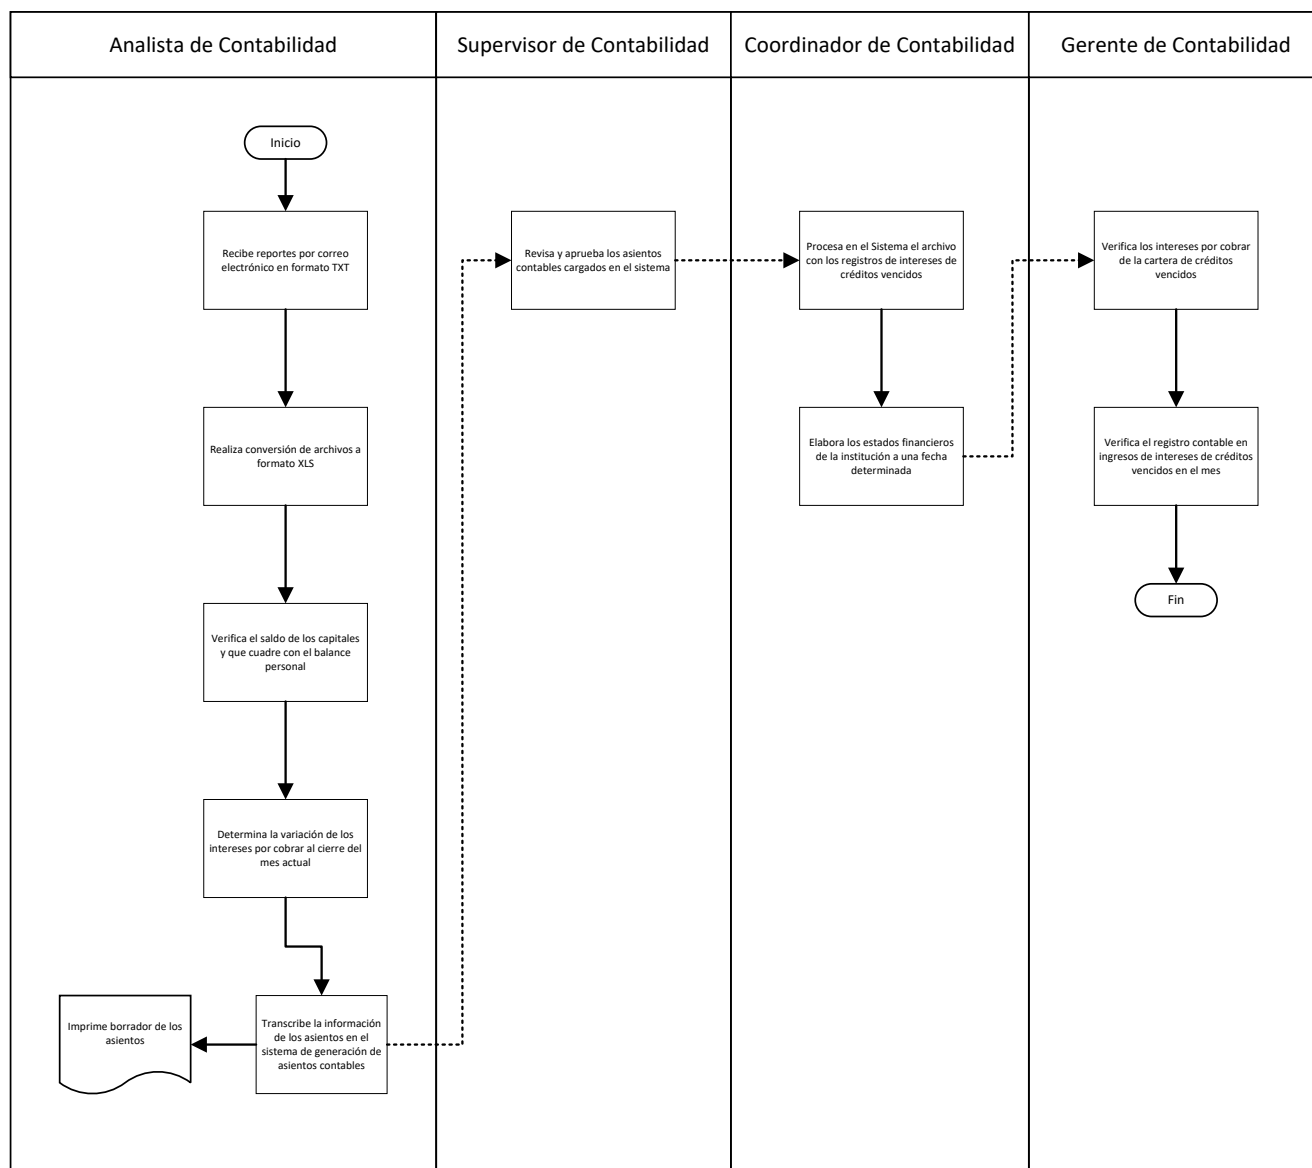 Analista de Contabilidad
Supervisor de Contabilidad
Coordinador de Contabilidad
Gerente de Contabilidad
Inicio
Recibe reportes por correo
electrónico en formato TXT
Realiza conversión de archivos a
formato XLS
Verifica el saldo de los capitales
y que cuadre con el balance
personal
Determina la variación de los
intereses por cobrar al cierre del
mes actual
Transcribe la información
de los asientos en el
sistema de generación de
asientos contables
Imprime borrador de los
asientos
Revisa y aprueba los asientos
contables cargados en el sistema
Procesa en el Sistema el archivo
con los registros de intereses de
créditos vencidos
Elabora los estados financieros
de la institución a una fecha
determinada
Verifica los intereses por cobrar
de la cartera de créditos
vencidos
Verifica el registro contable en
ingresos de intereses de créditos
vencidos en el mes
Fin